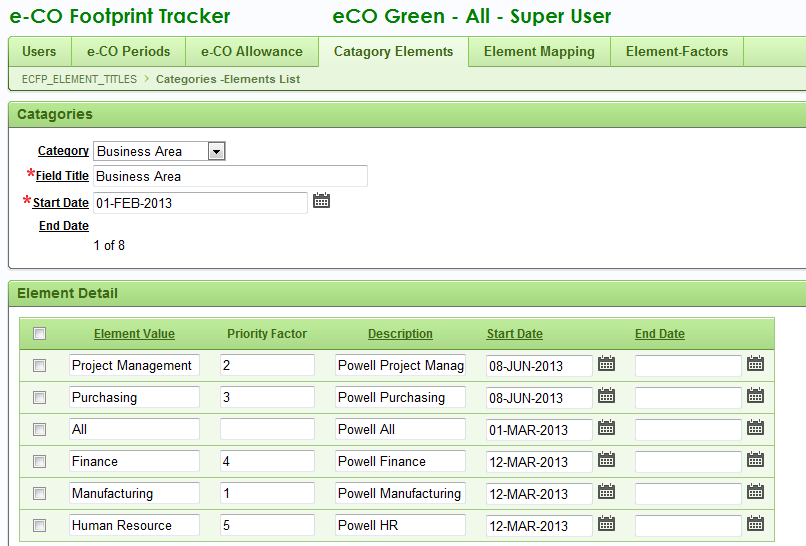 e-CO Footprint Tracker eCO Green - All - Super User
Users e-CO Periods e-CO Allowance Catagory Elements Element Mapping Element-Factors
ECFP_ELEMENT_TITLES > Categories -Elements List
Catagories
Category Business Area
*Field Title Business Area
*Start Date 01-FEB-2013
End Date
1 of 8
Element Detail
Element Value Priority Factor Description Start Date End Date
Project Management 2 Powell Project Manag 08-JUN-2013
Purchasing 3 Powell Purchasing 08-JUN-2013
All Powell All 01-MAR-2013
Finance 4 Powell Finance 12-MAR-2013
Manufacturing 1 Powell Manufacturing 12-MAR-2013
Human Resource 5 Powell HR 12-MAR-2013